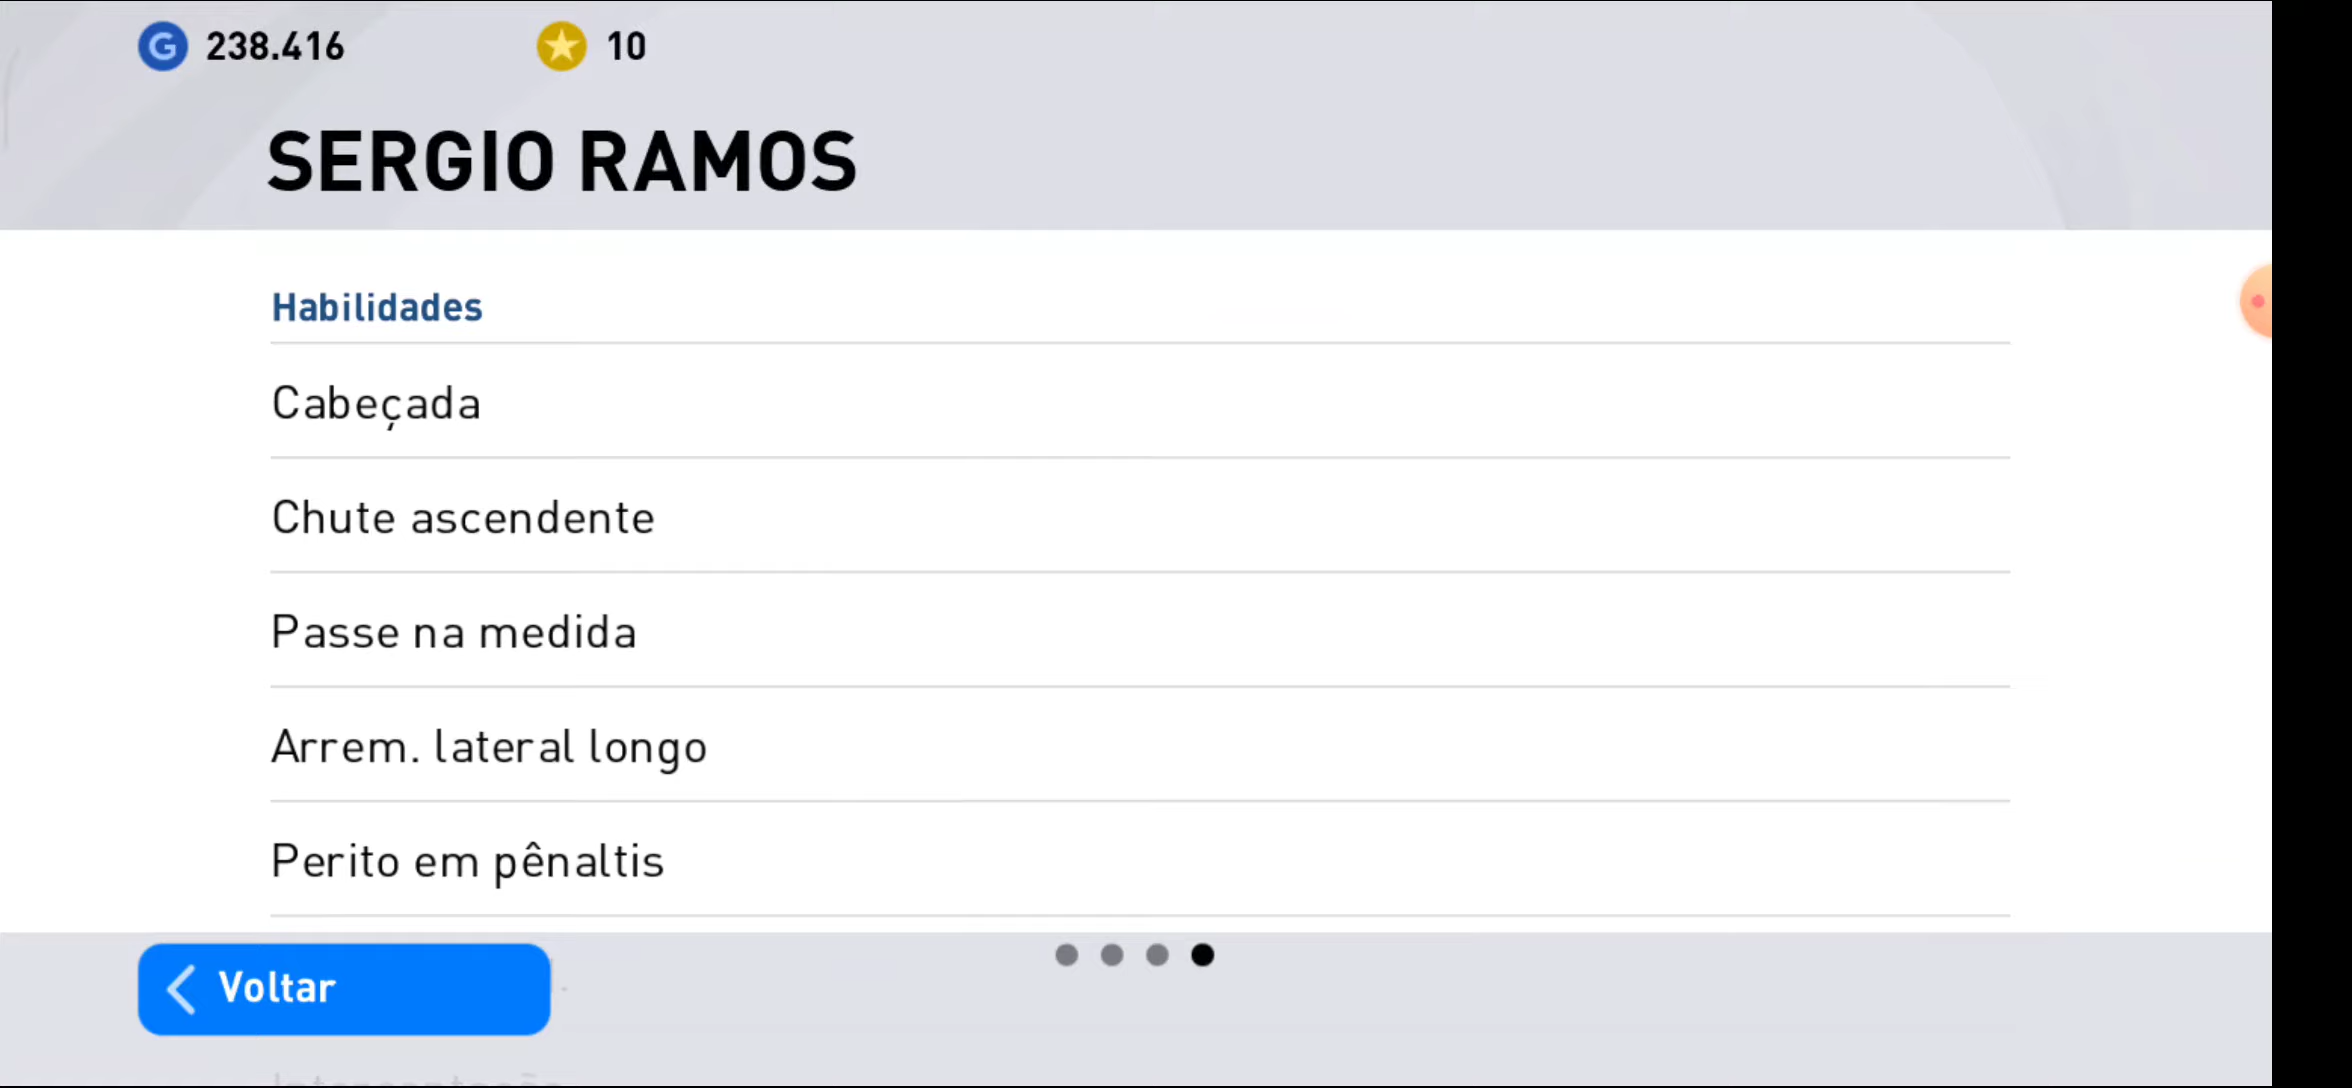 G 238.416 10
SERGIO RAMOS
Habilidades
Cabeçada
Chute ascendente
Passe na medida
Arrem. lateral longo
Perito em pênaltis
Voltar